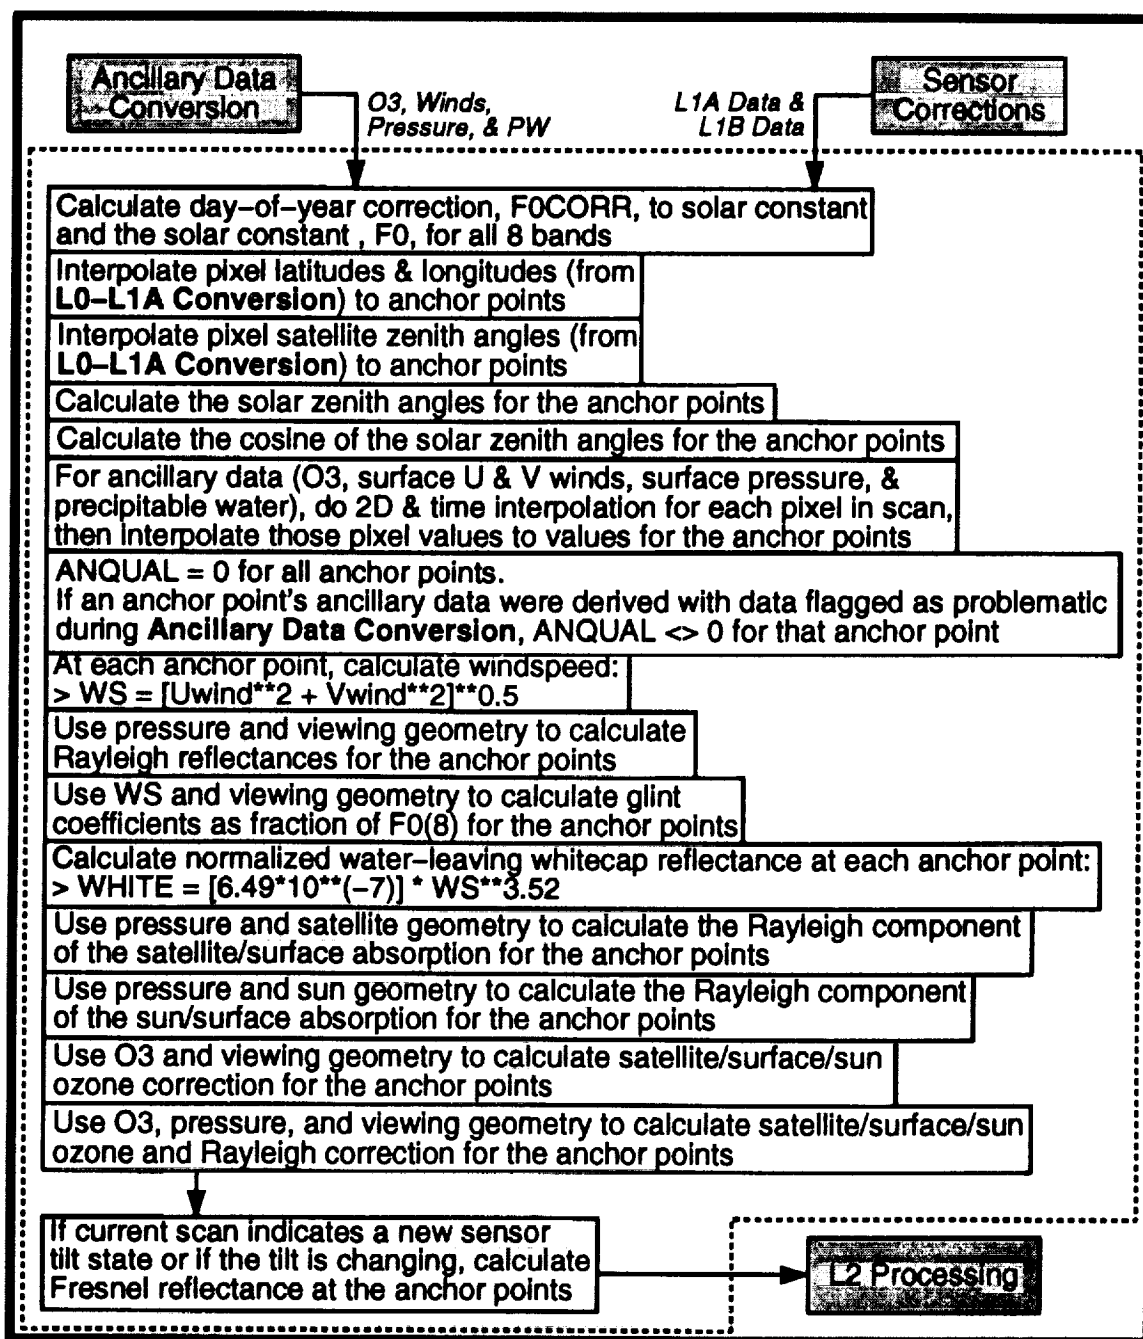 Ancillary Data
Conversion
O3, Winds,
Pressure, & PW
L1A Data &
L1B Data
Sensor
Corrections
Calculate day–of–year correction, F0CORR, to solar constant
and the solar constant , F0, for all 8 bands
Interpolate pixel latitudes & longitudes (from
L0–L1A Conversion) to anchor points
Interpolate pixel satellite zenith angles (from
L0–L1A Conversion) to anchor points
Calculate the solar zenith angles for the anchor points
Calculate the cosine of the solar zenith angles for the anchor points
For ancillary data (O3, surface U & V winds, surface pressure, &
precipitable water), do 2D & time interpolation for each pixel in scan,
then interpolate those pixel values to values for the anchor points
ANQUAL = 0 for all anchor points.
If an anchor point's ancillary data were derived with data flagged as problematic
during Ancillary Data Conversion, ANQUAL <> 0 for that anchor point
At each anchor point, calculate windspeed:
> WS = [Uwind**2 + Vwind**2]**0.5
Use pressure and viewing geometry to calculate
Rayleigh reflectances for the anchor points
Use WS and viewing geometry to calculate glint
coefficients as fraction of F0(8) for the anchor points
Calculate normalized water–leaving whitecap reflectance at each anchor point:
> WHITE = [6.49*10**(–7)] * WS**3.52
Use pressure and satellite geometry to calculate the Rayleigh component
of the satellite/surface absorption for the anchor points
Use pressure and sun geometry to calculate the Rayleigh component
of the sun/surface absorption for the anchor points
Use O3 and viewing geometry to calculate satellite/surface/sun
ozone correction for the anchor points
Use O3, pressure, and viewing geometry to calculate satellite/surface/sun
ozone and Rayleigh correction for the anchor points
If current scan indicates a new sensor
tilt state or if the tilt is changing, calculate
Fresnel reflectance at the anchor points
L2 Processing